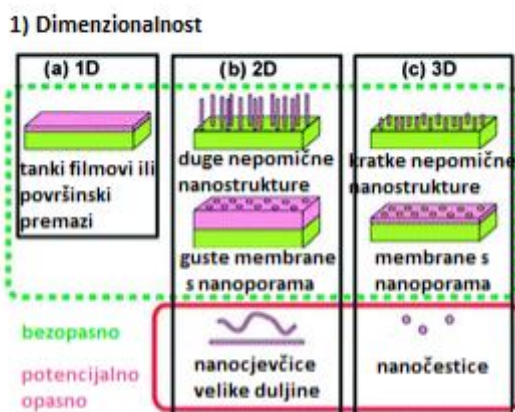 1) Dimenzionalnost
(a) 1D
tanki filmovi ili
površinski
premazi
(b) 2D
duge nepomične
nanostrukture
guste membrane
s nanoporama
nanocjevčice
velike duljine
(c) 3D
kratke nepomične
nanostrukture
membrane s
nanoporama
nanočestice
bezopasno
potencijalno
opasno